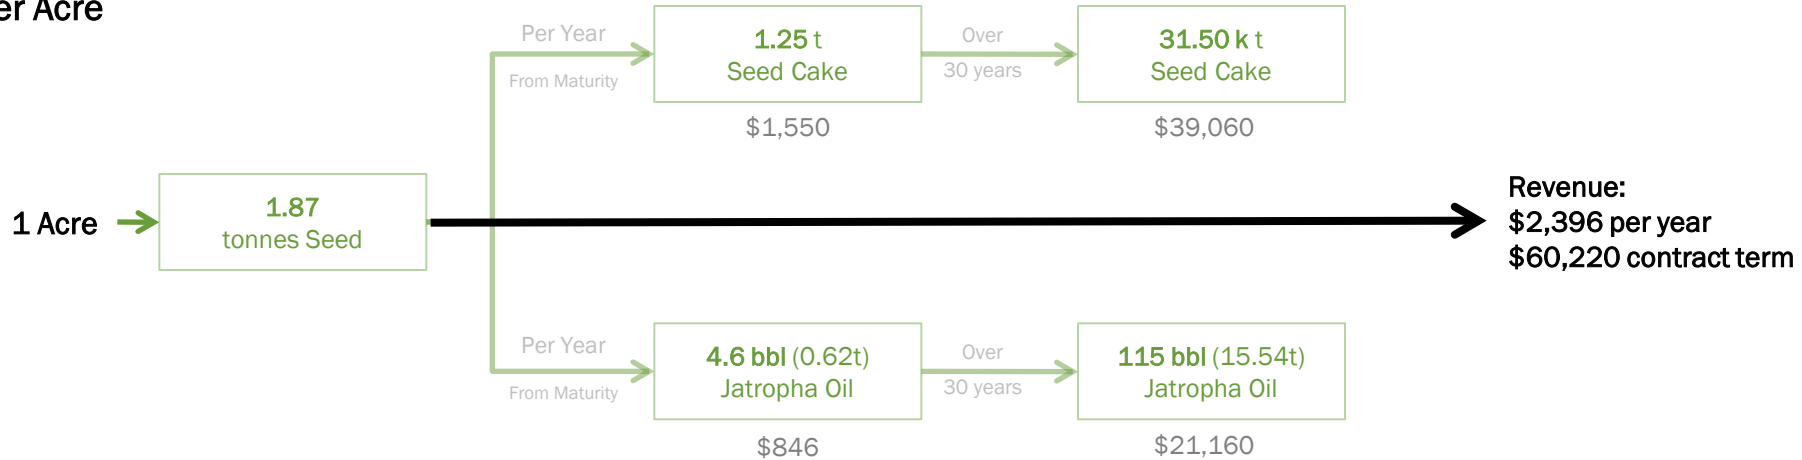 er Acre
Per Year
From Maturity
1.25 t
Seed Cake
$1,550
Over
30 years
31.50 k t
Seed Cake
$39,060
1 Acre
1.87
tonnes Seed
Revenue:
$2,396 per year
$60,220 contract term
Per Year
From Maturity
4.6 bbl (0.62t)
Jatropha Oil
$846
Over
30 years
115 bbl (15.54t)
Jatropha Oil
$21,160